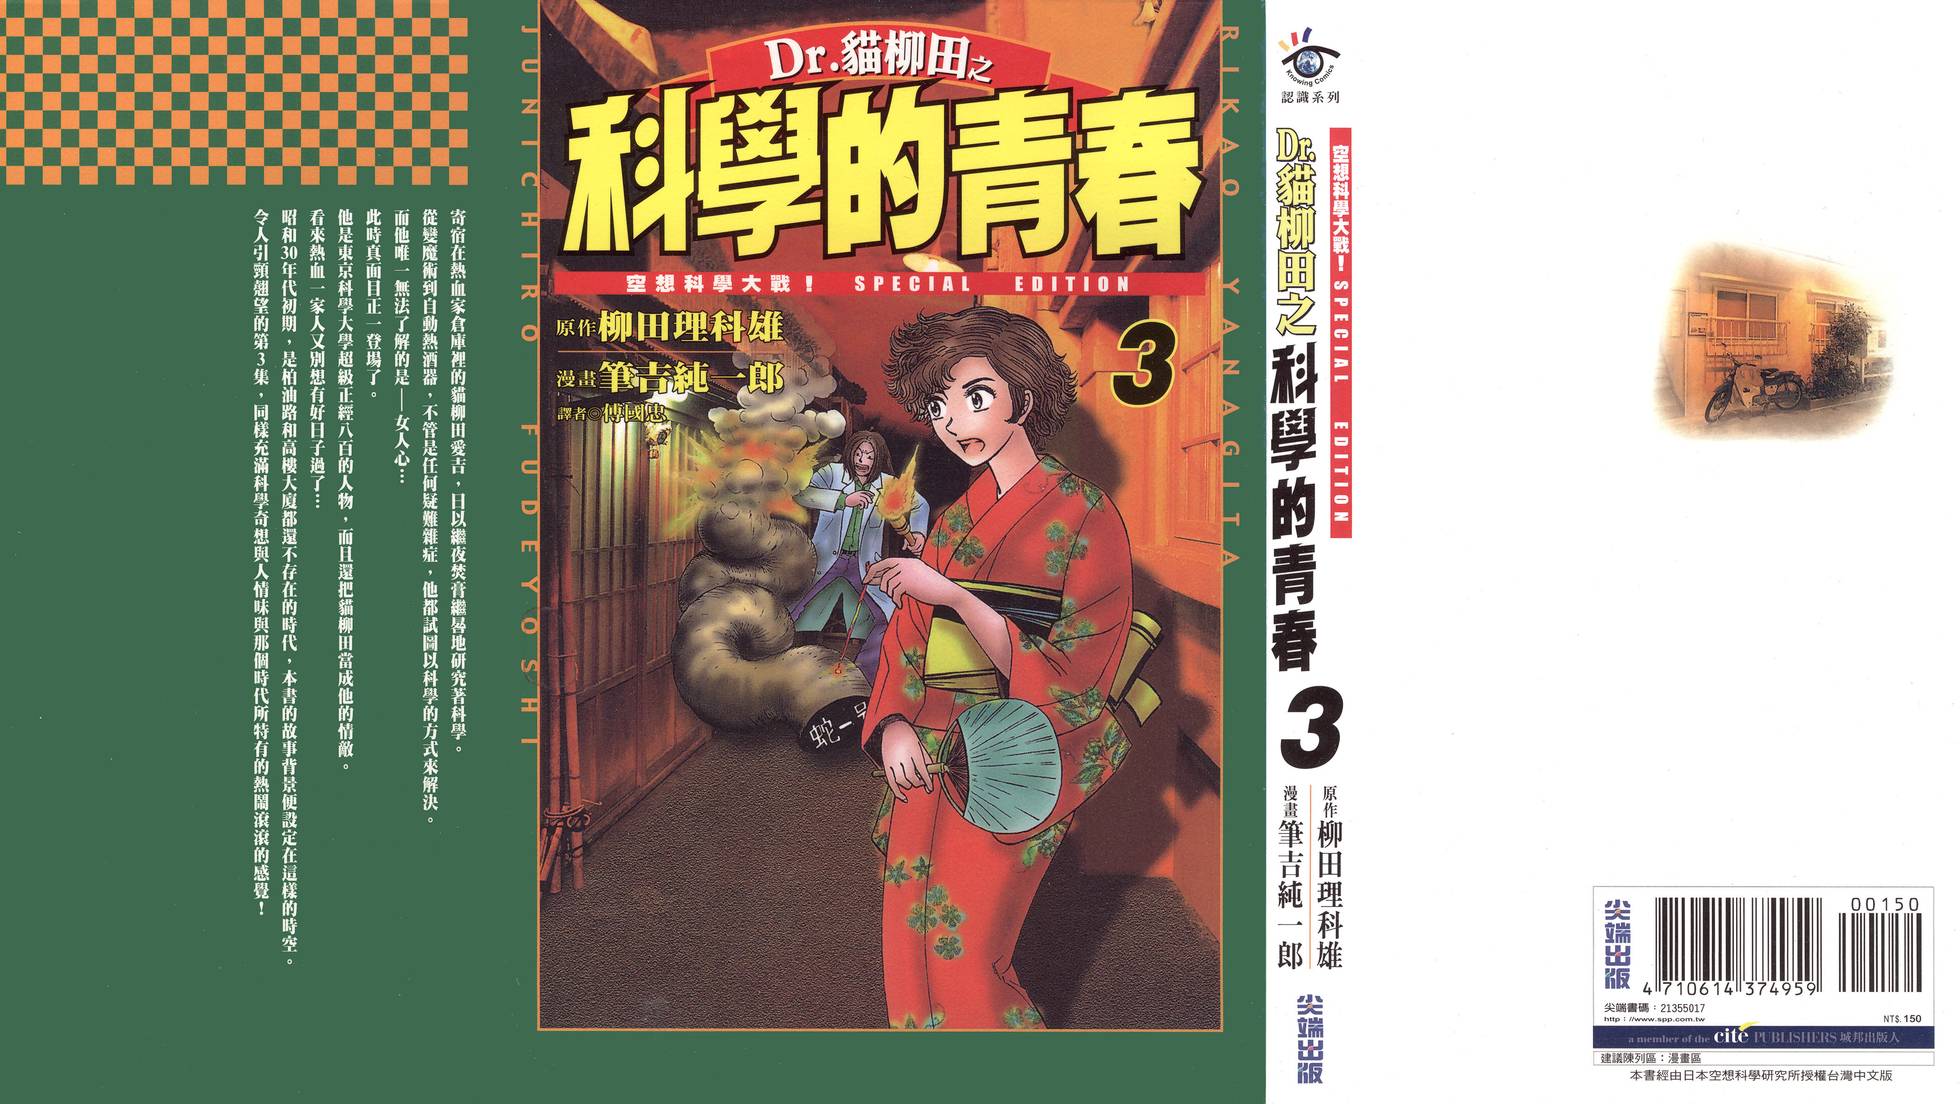 寄宿在熱血家倉庫裡的貓柳田愛吉，日以繼夜焚膏繼晷地研究著科學。
從變魔術到自動熱酒器，不管是任何疑難雜症，他都試圖以科學的方式來解決。
而他唯一無法了解的是——女人心…
此時真面目正一登場了。
他是東京科學大學超級正經八百的人物，而且還把貓柳田當成他的情敵。
看來熱血一家人又別想有好日子過了…
昭和30年代初期，是柏油路和高樓大廈都還不存在的時代，本書的故事背景便設定在這樣的時空。
令人引頸翹望的第3集，同樣充滿科學奇想與人情味與那個時代所特有的熱鬧滾滾的感覺！
JUNICHIRO FUDEYOSHI
RIKAO YANAGITA
Dr.貓柳田之
科學的青春
空想科學大戰！ SPECIAL EDITION
3
原作 柳田理科雄
漫畫 筆吉純一郎
譯者◎傅國忠
蛇一号
Knowing Comics
認識系列
空想科學大戰！SPECIAL EDITION
Dr.貓柳田之科學的青春
3
原作 柳田理科雄
漫畫 筆吉純一郎
尖端出版
尖端出版
00150
4 710614 374959
尖端書碼：21355017
http：//www.spp.com.tw
NT$. 150
a member of the cité PUBLISHERS 城邦出版人
建議陳列區：漫畫區
本書經由日本空想科學研究所授權台灣中文版